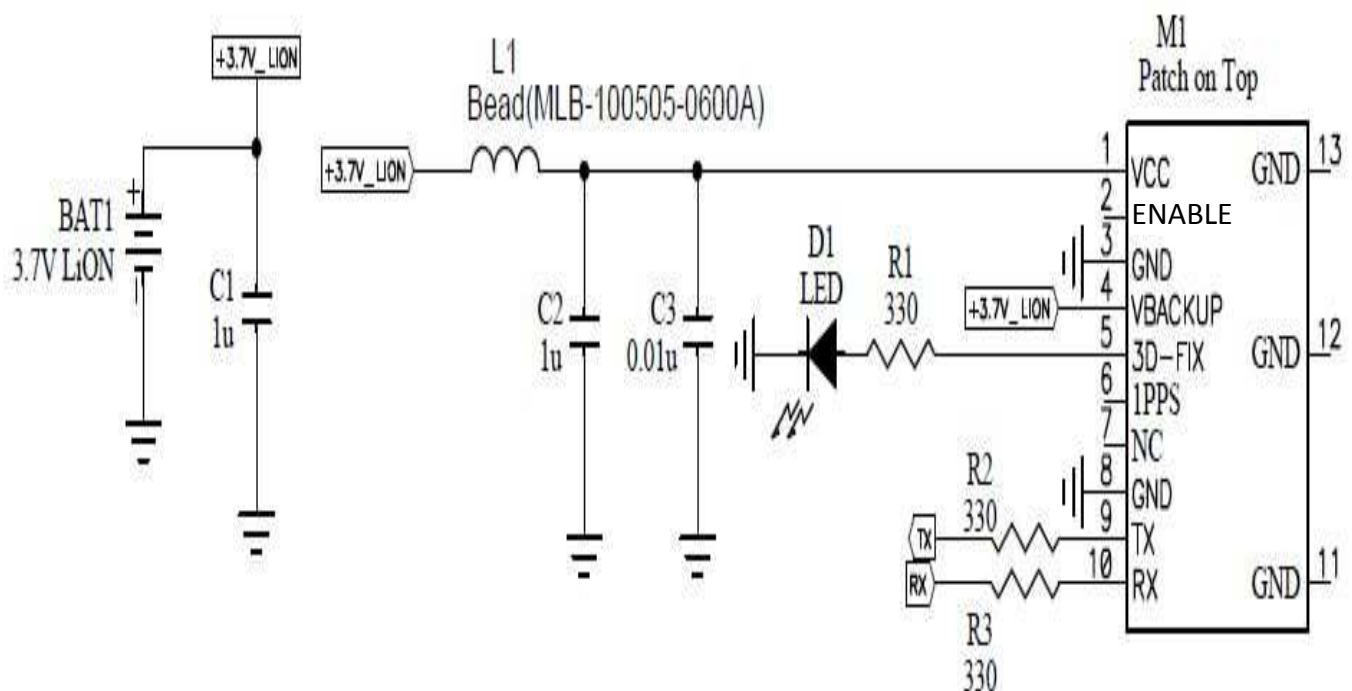 +3.7V_LION
BAT1
3.7V LiON
+
C1
1u
+3.7V_LION
L1
Bead(MLB-100505-0600A)
C2
1u
C3
0.01u
D1
LED
R1
330
+3.7V_LION
R2
330
TX
RX
R3
330
M1
Patch on Top
1 VCC
2 ENABLE
3 GND
4 VBACKUP
5 3D-FIX
6 1PPS
7 NC
8 GND
9 TX
10 RX
GND 13
GND 12
GND 11